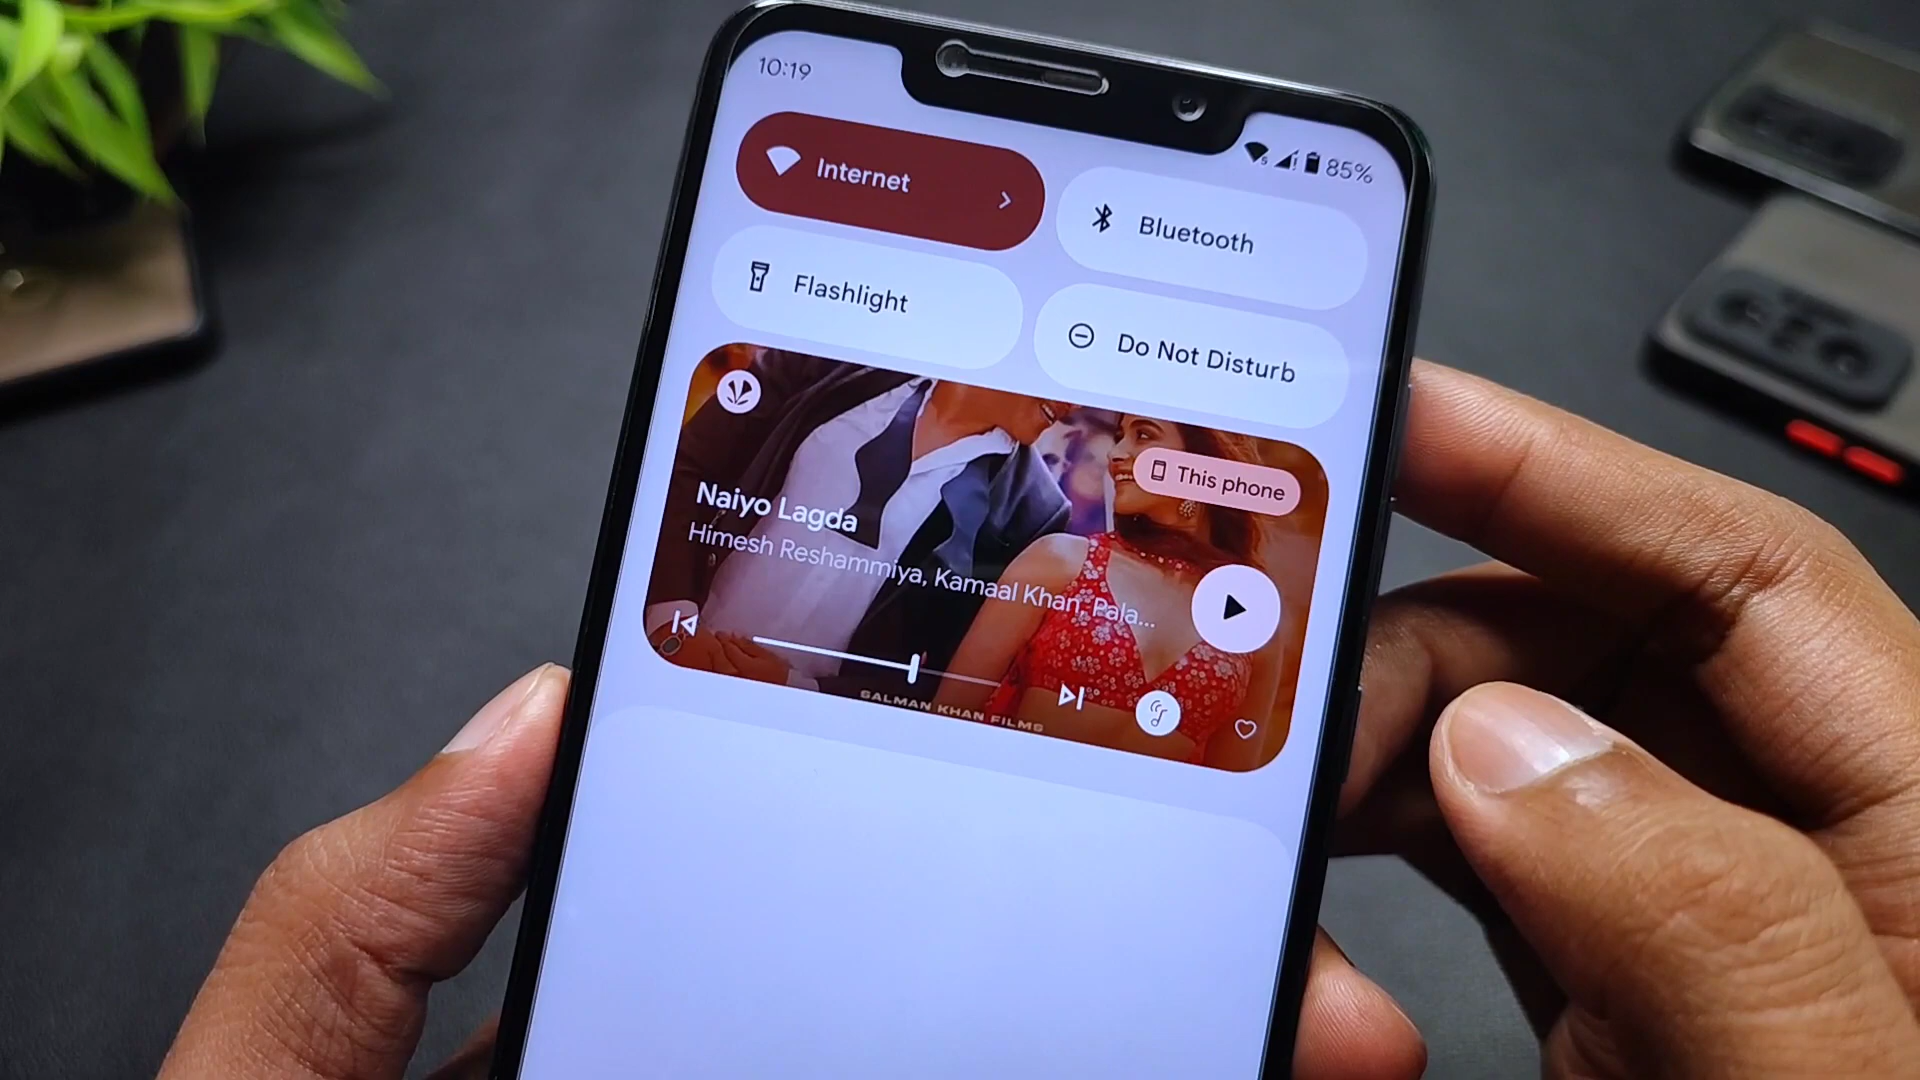 10:19
85%
Internet
Bluetooth
Flashlight
Do Not Disturb
This phone
Naiyo Lagda
Himesh Reshammiya, Kamaal Khan, Pala...
SALMAN KHAN FILMS